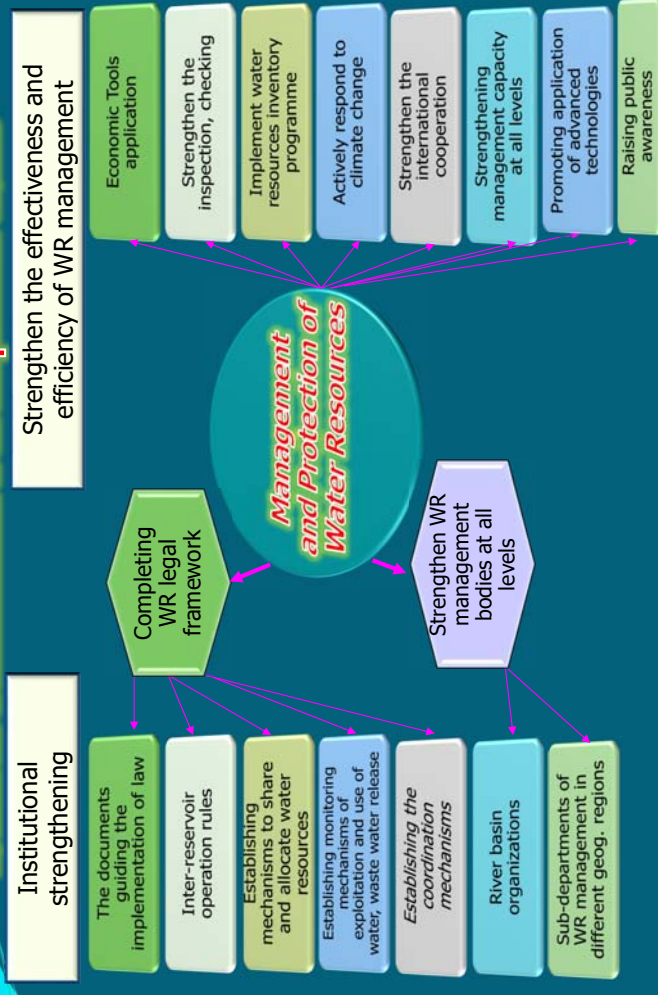 Institutional
strengthening
Strengthen the effectiveness and
efficiency of WR management
The documents
guiding the
implementation of law
Inter-reservoir
operation rules
Establishing
mechanisms to share
and allocate water
resources
Establishing monitoring
mechanisms of
exploitation and use of
water, waste water release
Establishing the
coordination
mechanisms
River basin
organizations
Sub-departments of
WR management in
different geog. regions
Completing
WR legal
framework
Strengthen WR
management
bodies at all
levels
Management
and Protection of
Water Resources
Economic Tools
application
Strengthen the
inspection, checking
Implement water
resources inventory
programme
Actively respond to
climate change
Strengthen the
international
cooperation
Strengthening
management capacity
at all levels
Promoting application
of advanced
technologies
Raising public
awareness